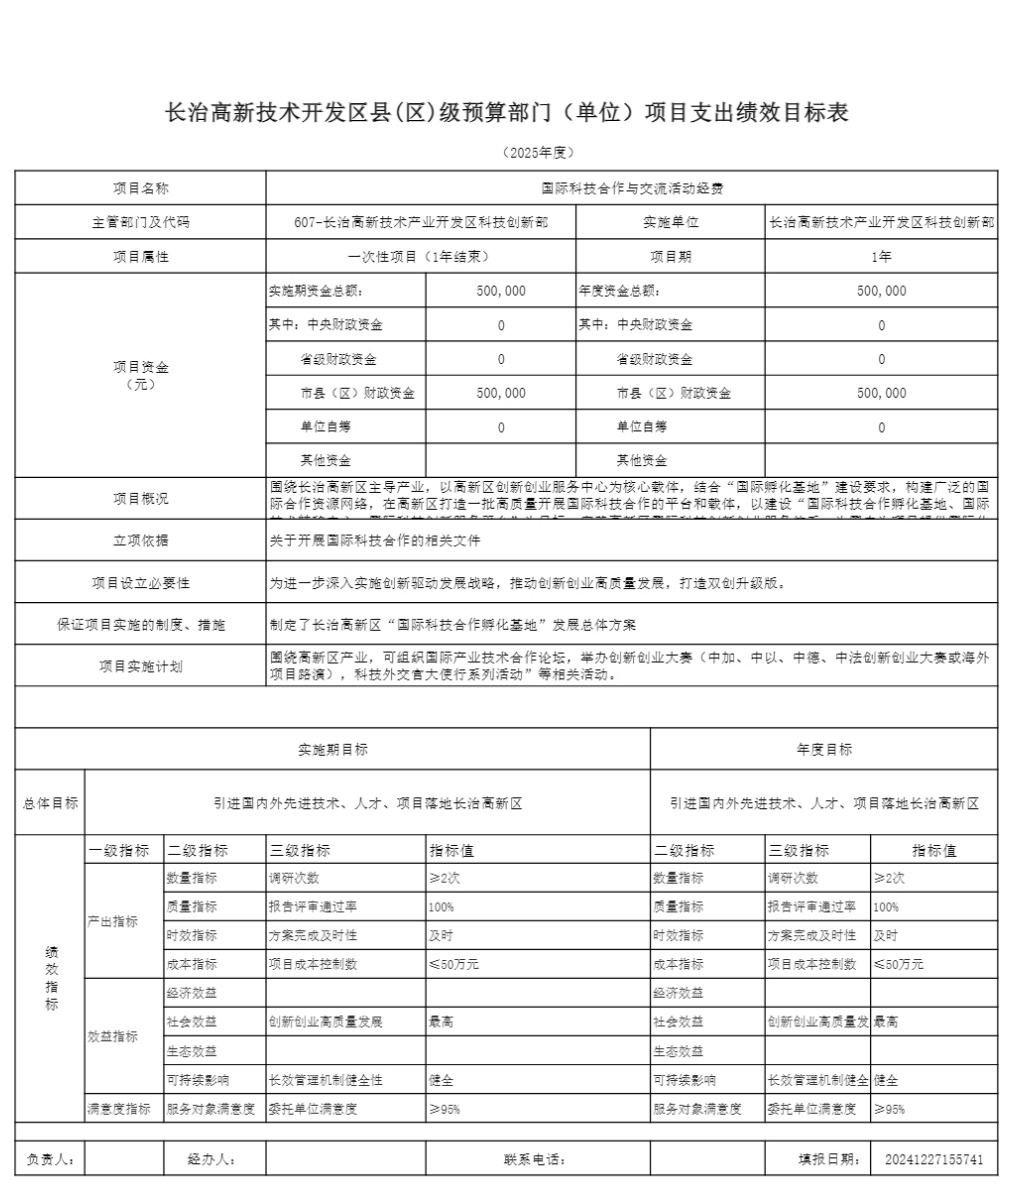 长治高新技术开发区县(区)级预算部门（单位）项目支出绩效目标表
（2025年度）
项目名称 国际科技合作与交流活动经费
主管部门及代码 607-长治高新技术产业开发区科技创新部 实施单位 长治高新技术产业开发区科技创新部
项目属性 一次性项目（1年结束） 项目期 1年
项目资金
（元）
实施期资金总额: 500,000 年度资金总额: 500,000
其中: 中央财政资金 0 其中: 中央财政资金 0
省级财政资金 0 省级财政资金 0
市县（区）财政资金 500,000 市县（区）财政资金 500,000
单位自筹 0 单位自筹 0
其他资金 其他资金
项目概况
围绕长治高新区主导产业，以高新区创新创业服务中心为核心载体，结合“国际孵化基地”建设要求，构建广泛的国
际合作资源网络，在高新区打造一批高质量开展国际科技合作的平台和载体，以建设“国际科技合作孵化基地、国际
立项依据 关于开展国际科技合作的相关文件
项目设立必要性 为进一步深入实施创新驱动发展战略，推动创新创业高质量发展，打造双创升级版。
保证项目实施的制度、措施 制定了长治高新区“国际科技合作孵化基地”发展总体方案
项目实施计划
围绕高新区产业，可组织国际产业技术合作论坛，举办创新创业大赛（中加、中以、中德、中法创新创业大赛或海外
项目路演），科技外交官大使行系列活动”等相关活动。
实施期目标 年度目标
总体目标 引进国内外先进技术、人才、项目落地长治高新区 引进国内外先进技术、人才、项目落地长治高新区
绩效指标
一级指标 二级指标 三级指标 指标值 二级指标 三级指标 指标值
产出指标
数量指标 调研次数 ≥2次 数量指标 调研次数 ≥2次
质量指标 报告评审通过率 100% 质量指标 报告评审通过率 100%
时效指标 方案完成及时性 及时 时效指标 方案完成及时性 及时
成本指标 项目成本控制数 ≤50万元 成本指标 项目成本控制数 ≤50万元
效益指标
经济效益 经济效益
社会效益 创新创业高质量发展 最高 社会效益 创新创业高质量发 最高
生态效益 生态效益
可持续影响 长效管理机制健全性 健全 可持续影响 长效管理机制健全 健全
满意度指标 服务对象满意度 委托单位满意度 ≥95% 服务对象满意度 委托单位满意度 ≥95%
负责人: 经办人: 联系电话: 填报日期: 20241227155741